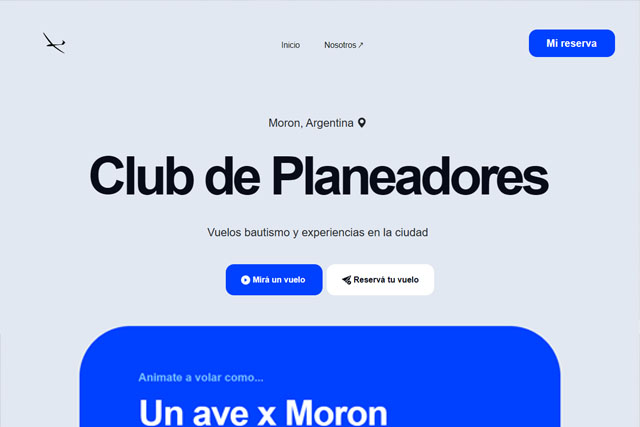 Inicio
Nosotros ↗
Mi reserva
Moron, Argentina
Club de Planeadores
Vuelos bautismo y experiencias en la ciudad
Mirá un vuelo
Reservá tu vuelo
Animate a volar como...
Un ave x Moron